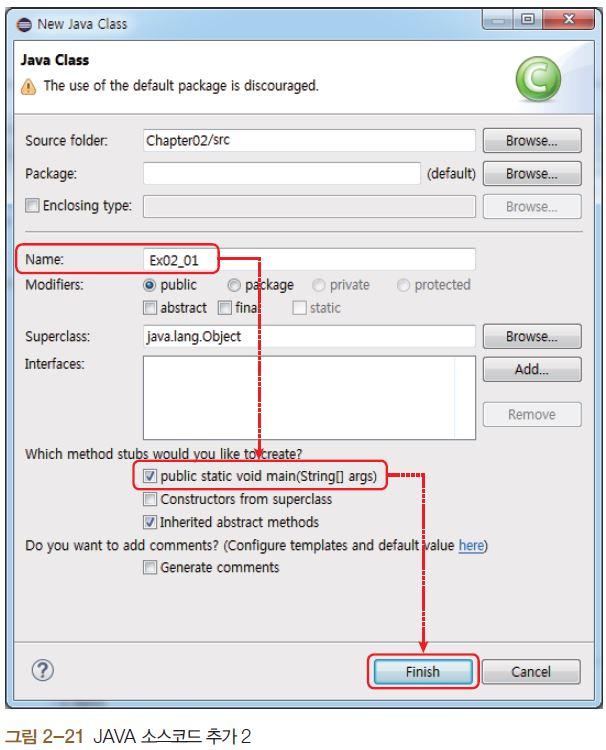 New Java Class
Java Class
The use of the default package is discouraged.
Source folder: Chapter02/src Browse...
Package: (default) Browse...
Enclosing type: Browse...
Name: Ex02_01
Modifiers: public package private protected
abstract final static
Superclass: java.lang.Object Browse...
Interfaces: Add...
Remove
Which method stubs would you like to create?
public static void main(String[] args)
Constructors from superclass
Inherited abstract methods
Do you want to add comments? (Configure templates and default value here)
Generate comments
Finish Cancel
그림 2-21 JAVA 소스코드 추가 2